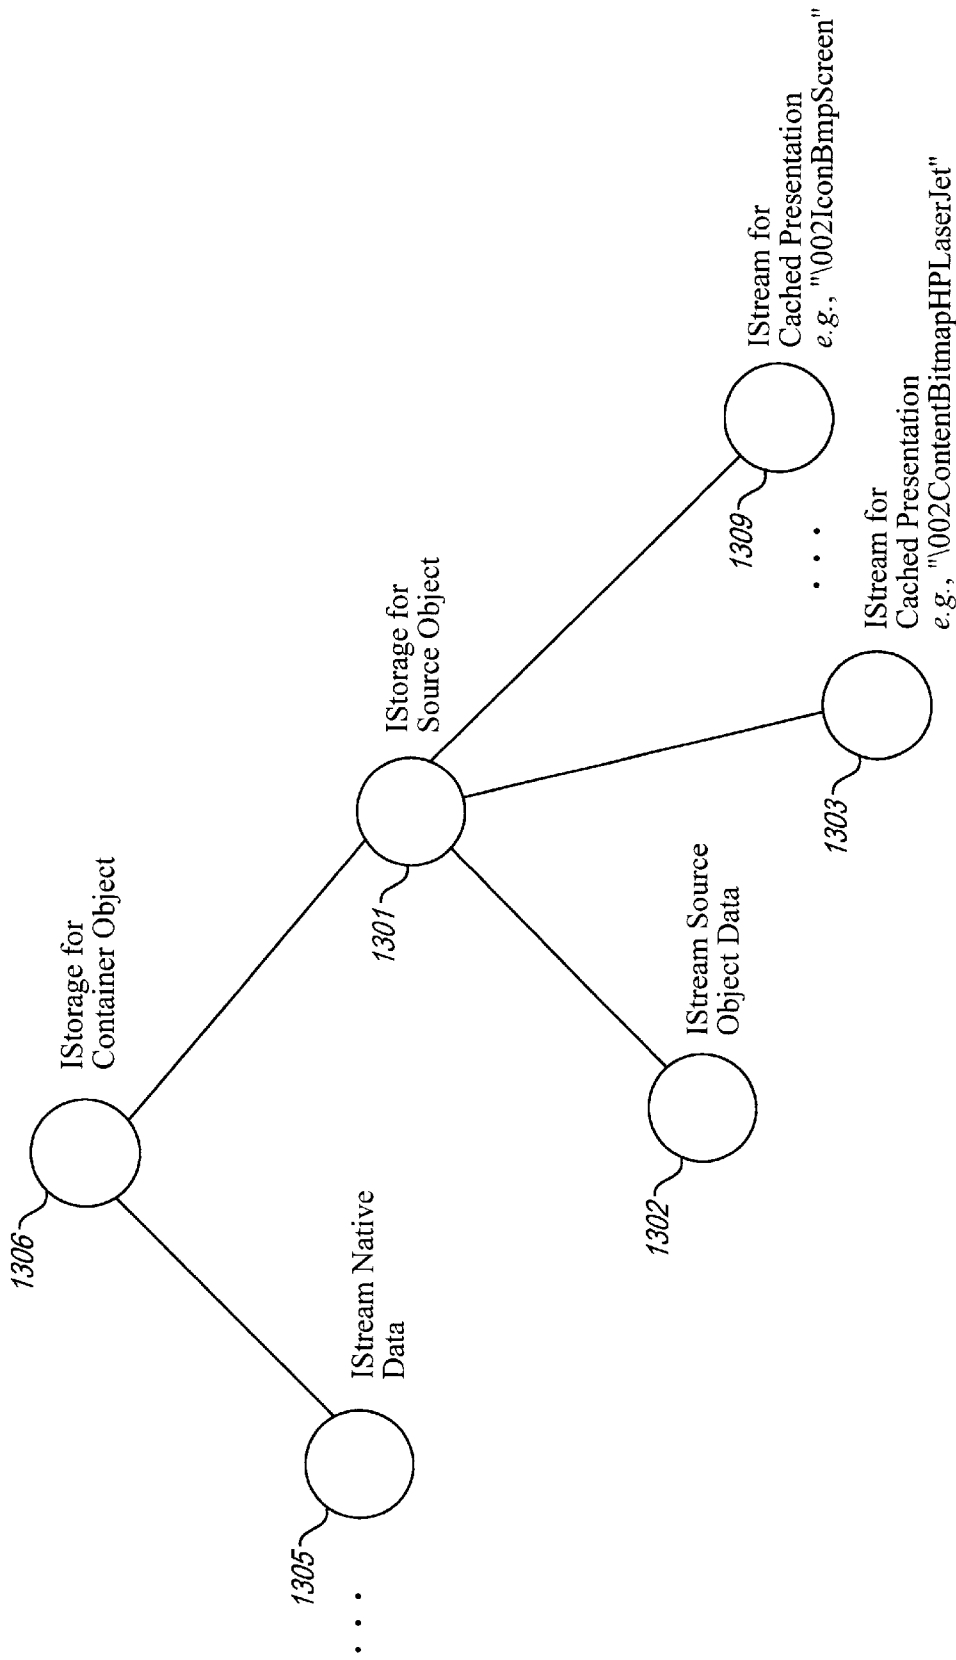 1306
IStorage for
Container Object
1305
IStream Native
Data
. . .
1301
IStorage for
Source Object
1302
IStream Source
Object Data
1303
IStream for
Cached Presentation
e.g., "\002ContentBitmapHPLaserJet"
. . .
1309
IStream for
Cached Presentation
e.g., "\002IconBmpScreen"